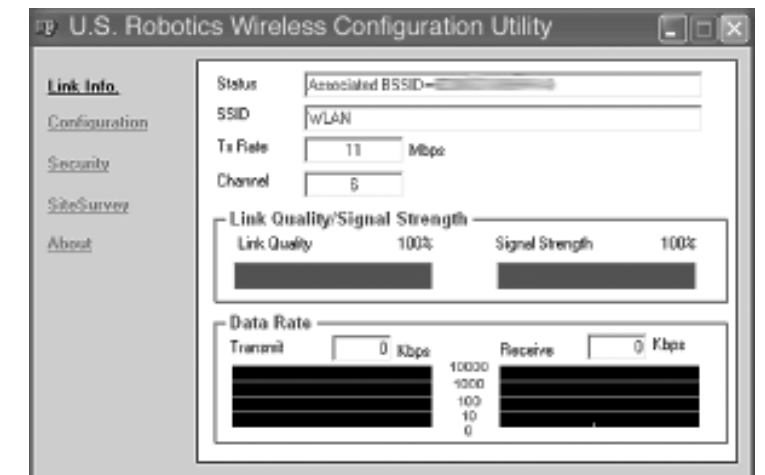 U.S. Robotics Wireless Configuration Utility
Link Info.
Configuration
Security
SiteSurvey
About
Status Associated BSSID=
SSID wLAN
Tx Rate 11 Mbps
Channel 6
Link Quality/Signal Strength
Link Quality 100% Signal Strength 100%
Data Rate
Transmit 0 Kbps Receive 0 Kbps
10000
1000
100
10
0